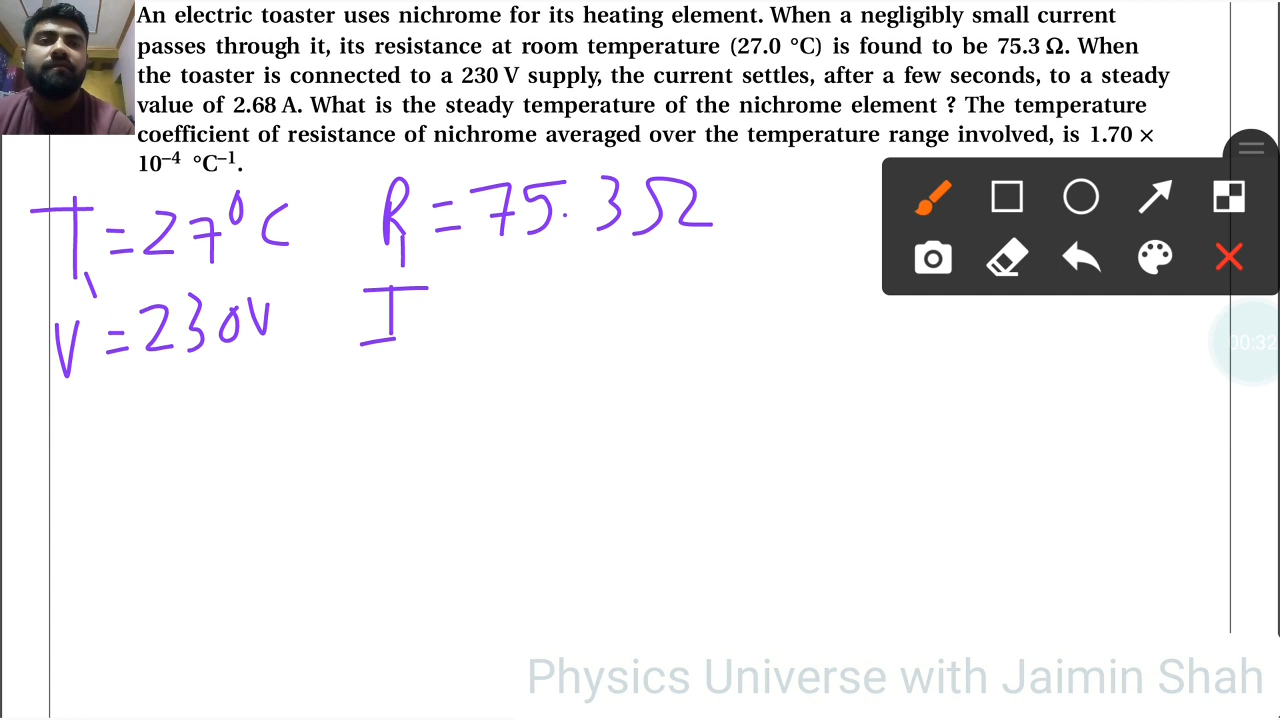 An electric toaster uses nichrome for its heating element. When a negligibly small current
passes through it, its resistance at room temperature (27.0 °C) is found to be 75.3 Ω. When
the toaster is connected to a 230 V supply, the current settles, after a few seconds, to a steady
value of 2.68 A. What is the steady temperature of the nichrome element ? The temperature
coefficient of resistance of nichrome averaged over the temperature range involved, is 1.70 ×
10⁻⁴ °C⁻¹.
T₁ = 27°C R₁ = 75.3Ω
V = 230V I
00:32
Physics Universe with Jaimin Shah